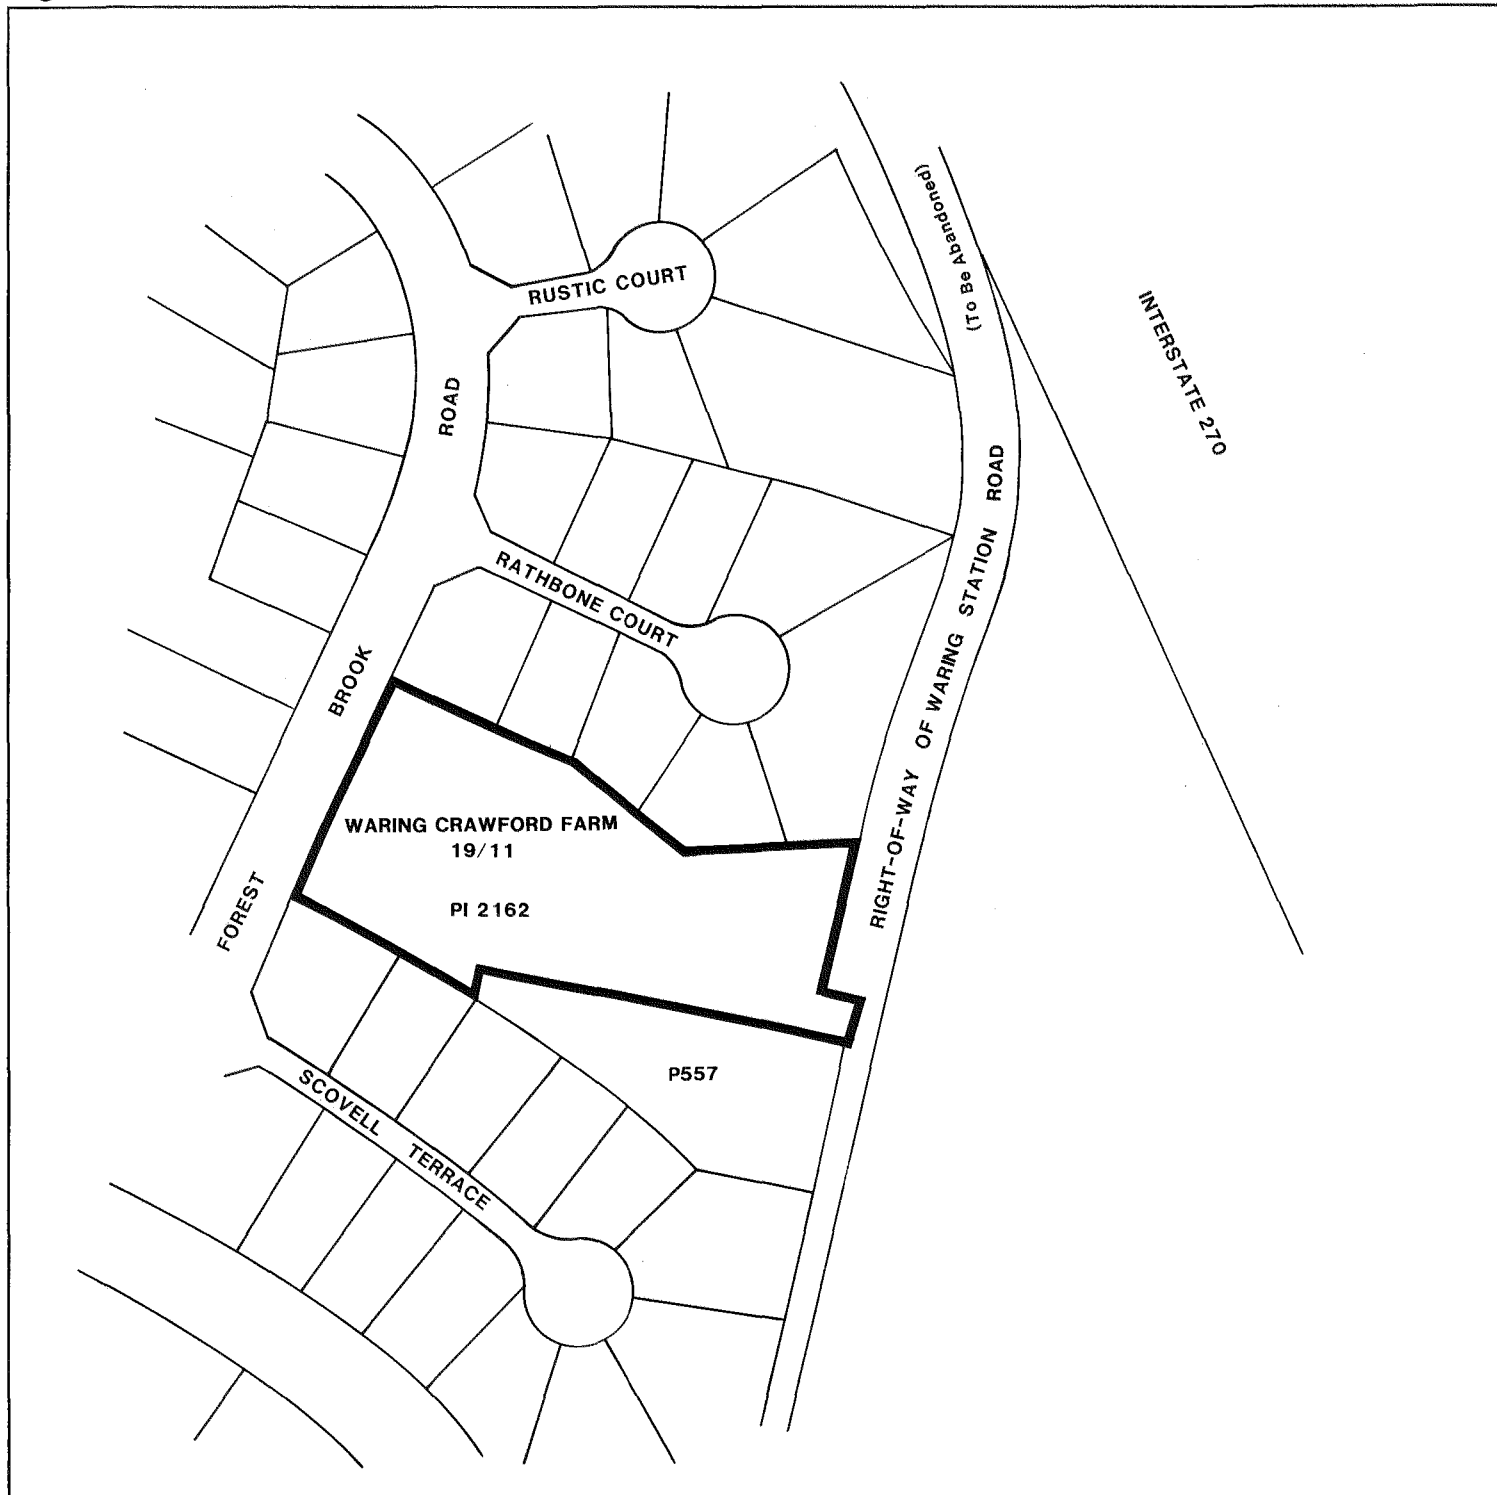 (To Be Abandoned)
RUSTIC COURT
INTERSTATE 270
ROAD
RATHBONE COURT
RIGHT-OF-WAY OF WARING STATION ROAD
BROOK
WARING CRAWFORD FARM
19/11
PI 2162
FOREST
P557
SCOVELL TERRACE